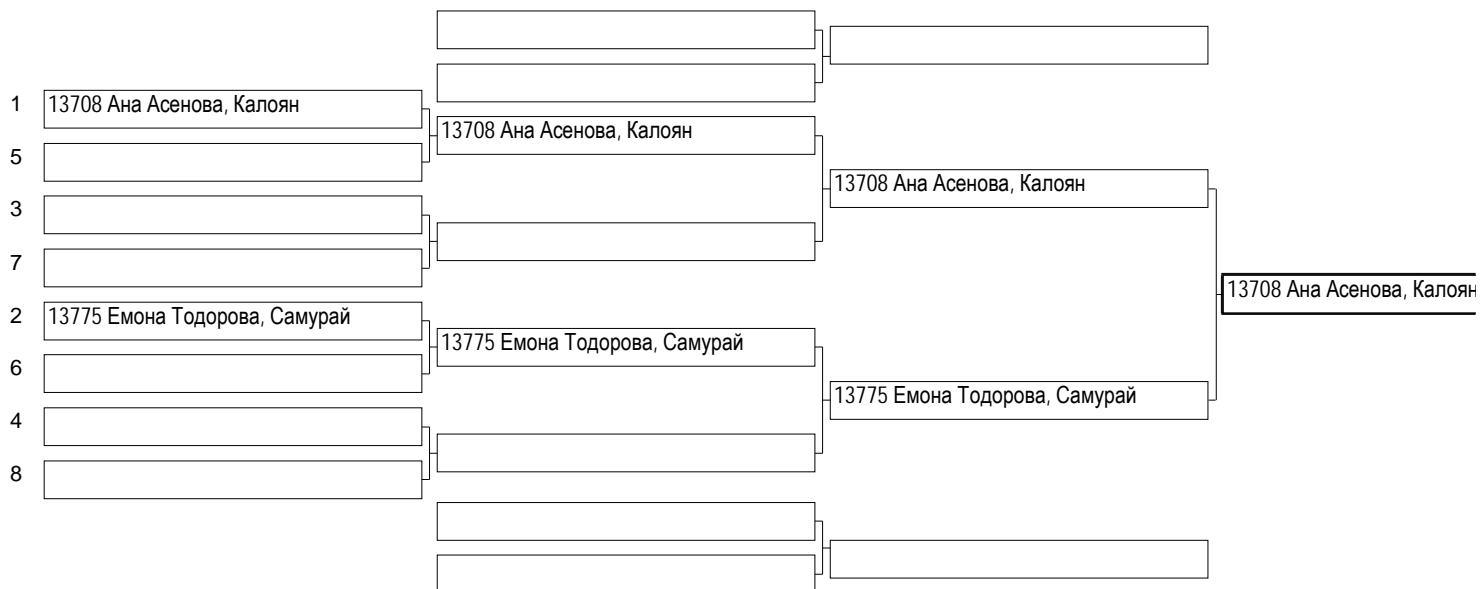 1 13708 Ана Асенова, Калоян
5
3
7
2 13775 Емона Тодорова, Самурай
6
4
8
13708 Ана Асенова, Калоян
13775 Емона Тодорова, Самурай
13708 Ана Асенова, Калоян
13775 Емона Тодорова, Самурай
13708 Ана Асенова, Калоян